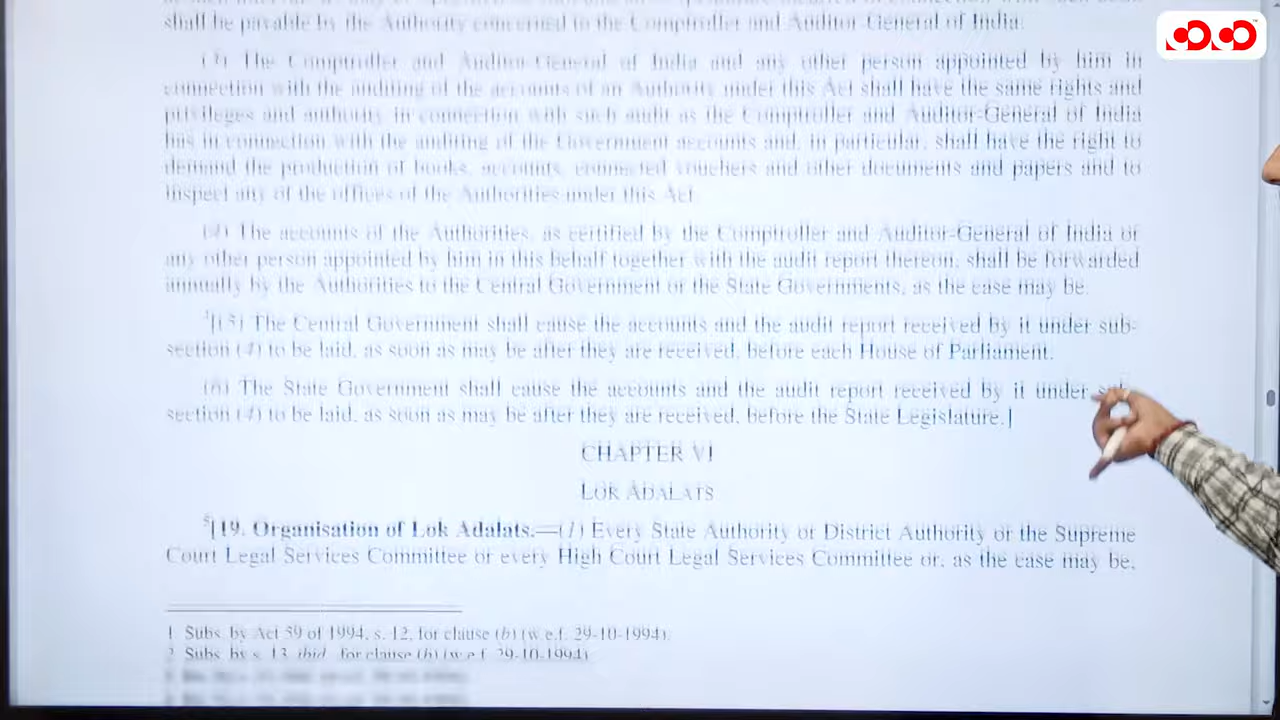 shall be payable by the Authority concerned to the Comptroller and Auditor-General of India.
(3) The Comptroller and Auditor-General of India and any other person appointed by him in
connection with the auditing of the accounts of an Authority under this Act shall have the same rights and
privileges and authority in connection with such audit as the Comptroller and Auditor-General of India
has in connection with the auditing of the Government accounts and, in particular, shall have the right to
demand the production of books, accounts, connected vouchers and other documents and papers and to
inspect any of the offices of the Authorities under this Act.
(4) The accounts of the Authorities, as certified by the Comptroller and Auditor-General of India or
any other person appointed by him in this behalf together with the audit report thereon, shall be forwarded
annually by the Authorities to the Central Government or the State Governments, as the case may be.
[(5) The Central Government shall cause the accounts and the audit report received by it under sub-
section (4) to be laid, as soon as may be after they are received, before each House of Parliament.
(6) The State Government shall cause the accounts and the audit report received by it under
section (4) to be laid, as soon as may be after they are received, before the State Legislature.]
CHAPTER VI
LOK ADALATS
5[19. Organisation of Lok Adalats.—(1) Every State Authority or District Authority or the Supreme
Court Legal Services Committee or every High Court Legal Services Committee or, as the case may be,
1. Subs. by Act 59 of 1994, s. 12, for clause (b) (w.e.f. 29-10-1994).
2. Subs. by s. 13, ibid., for clause (b) (w.e.f. 29-10-1994).